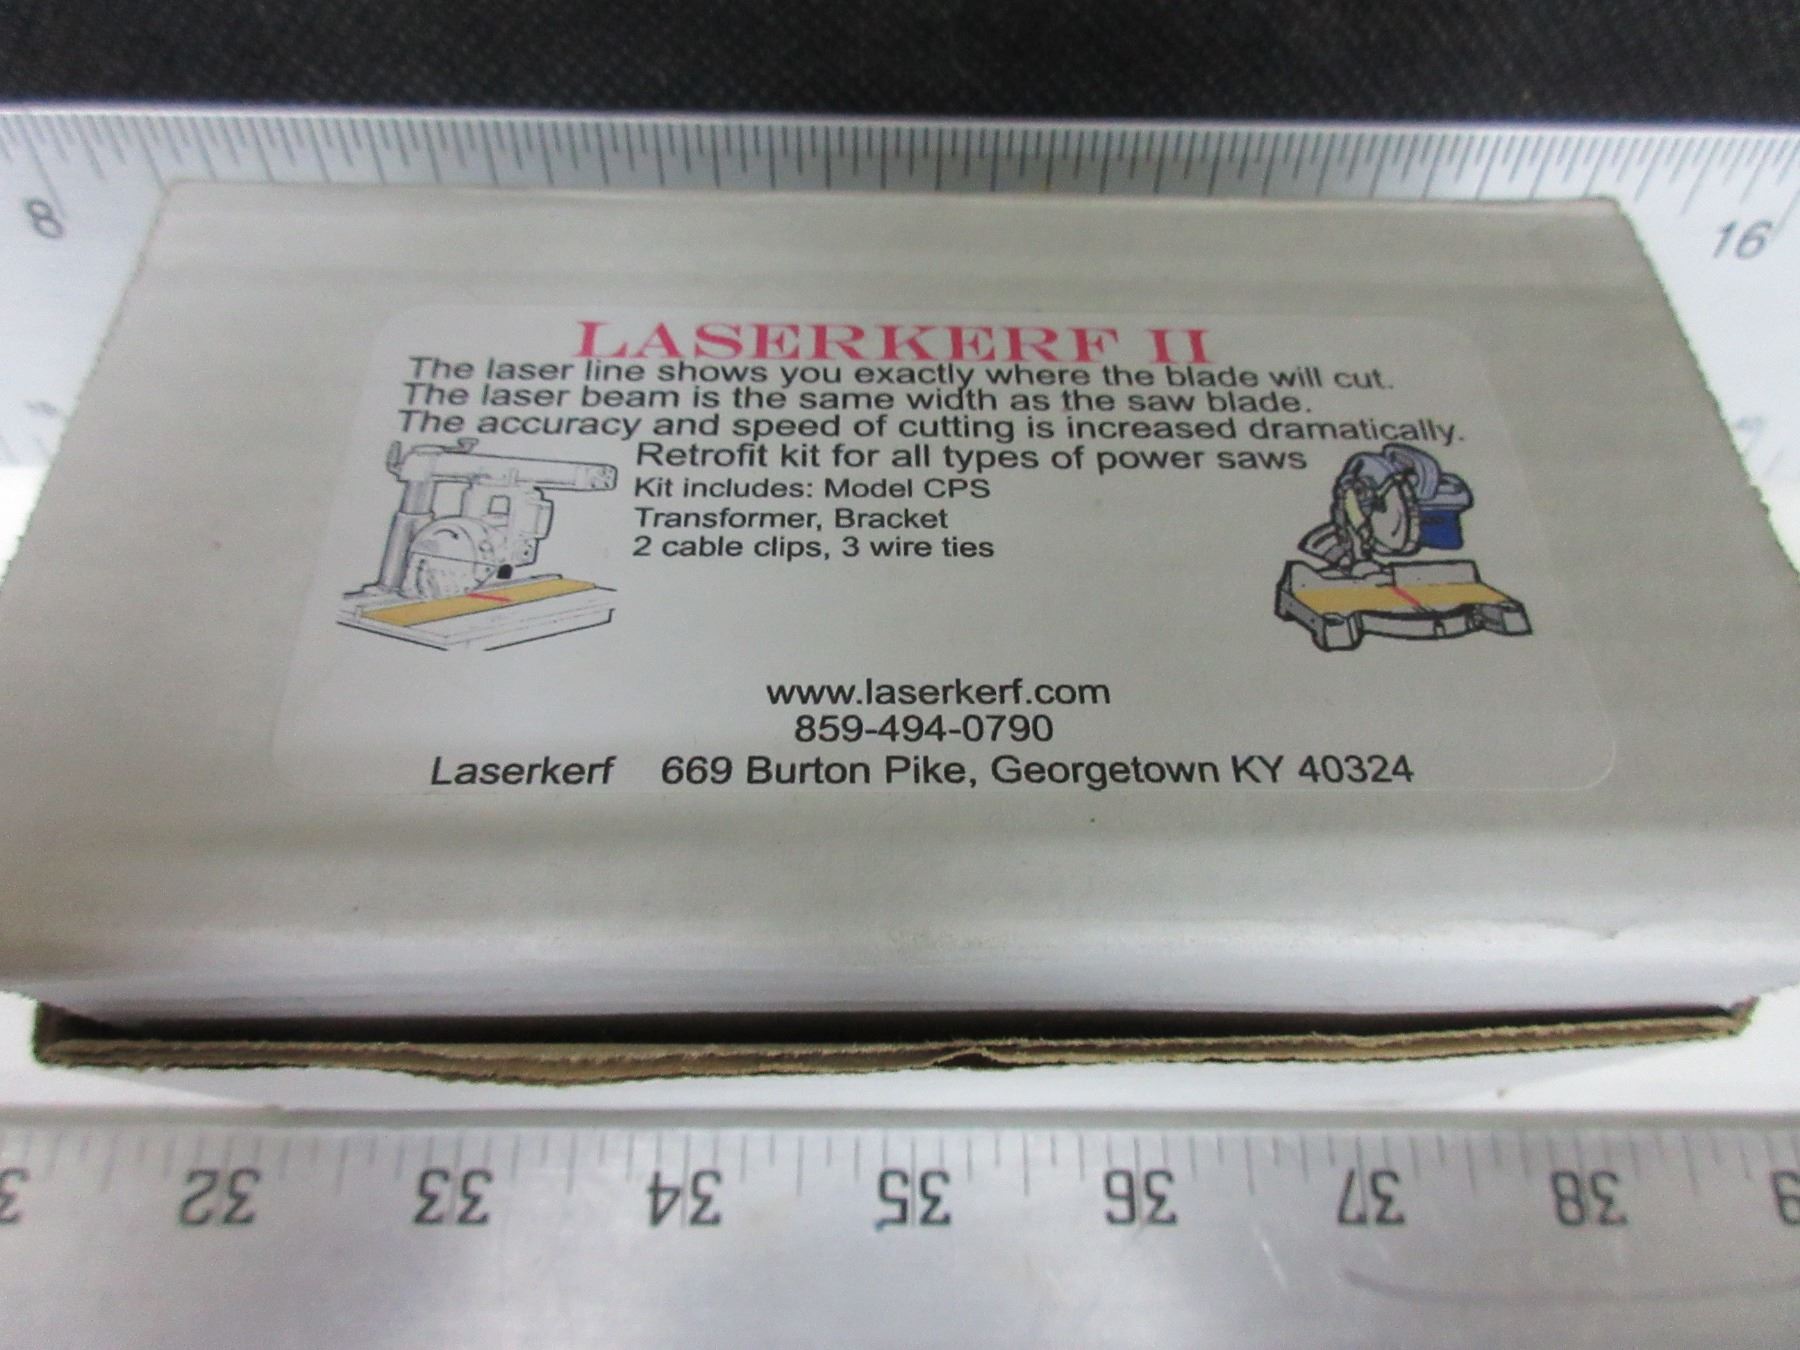 8
16
LASERKERF II
The laser line shows you exactly where the blade will cut.
The laser beam is the same width as the saw blade.
The accuracy and speed of cutting is increased dramatically.
Retrofit kit for all types of power saws
Kit includes: Model CPS
Transformer, Bracket
2 cable clips, 3 wire ties
www.laserkerf.com
859-494-0790
Laserkerf 669 Burton Pike, Georgetown KY 40324
32 33 34 35 36 37 38